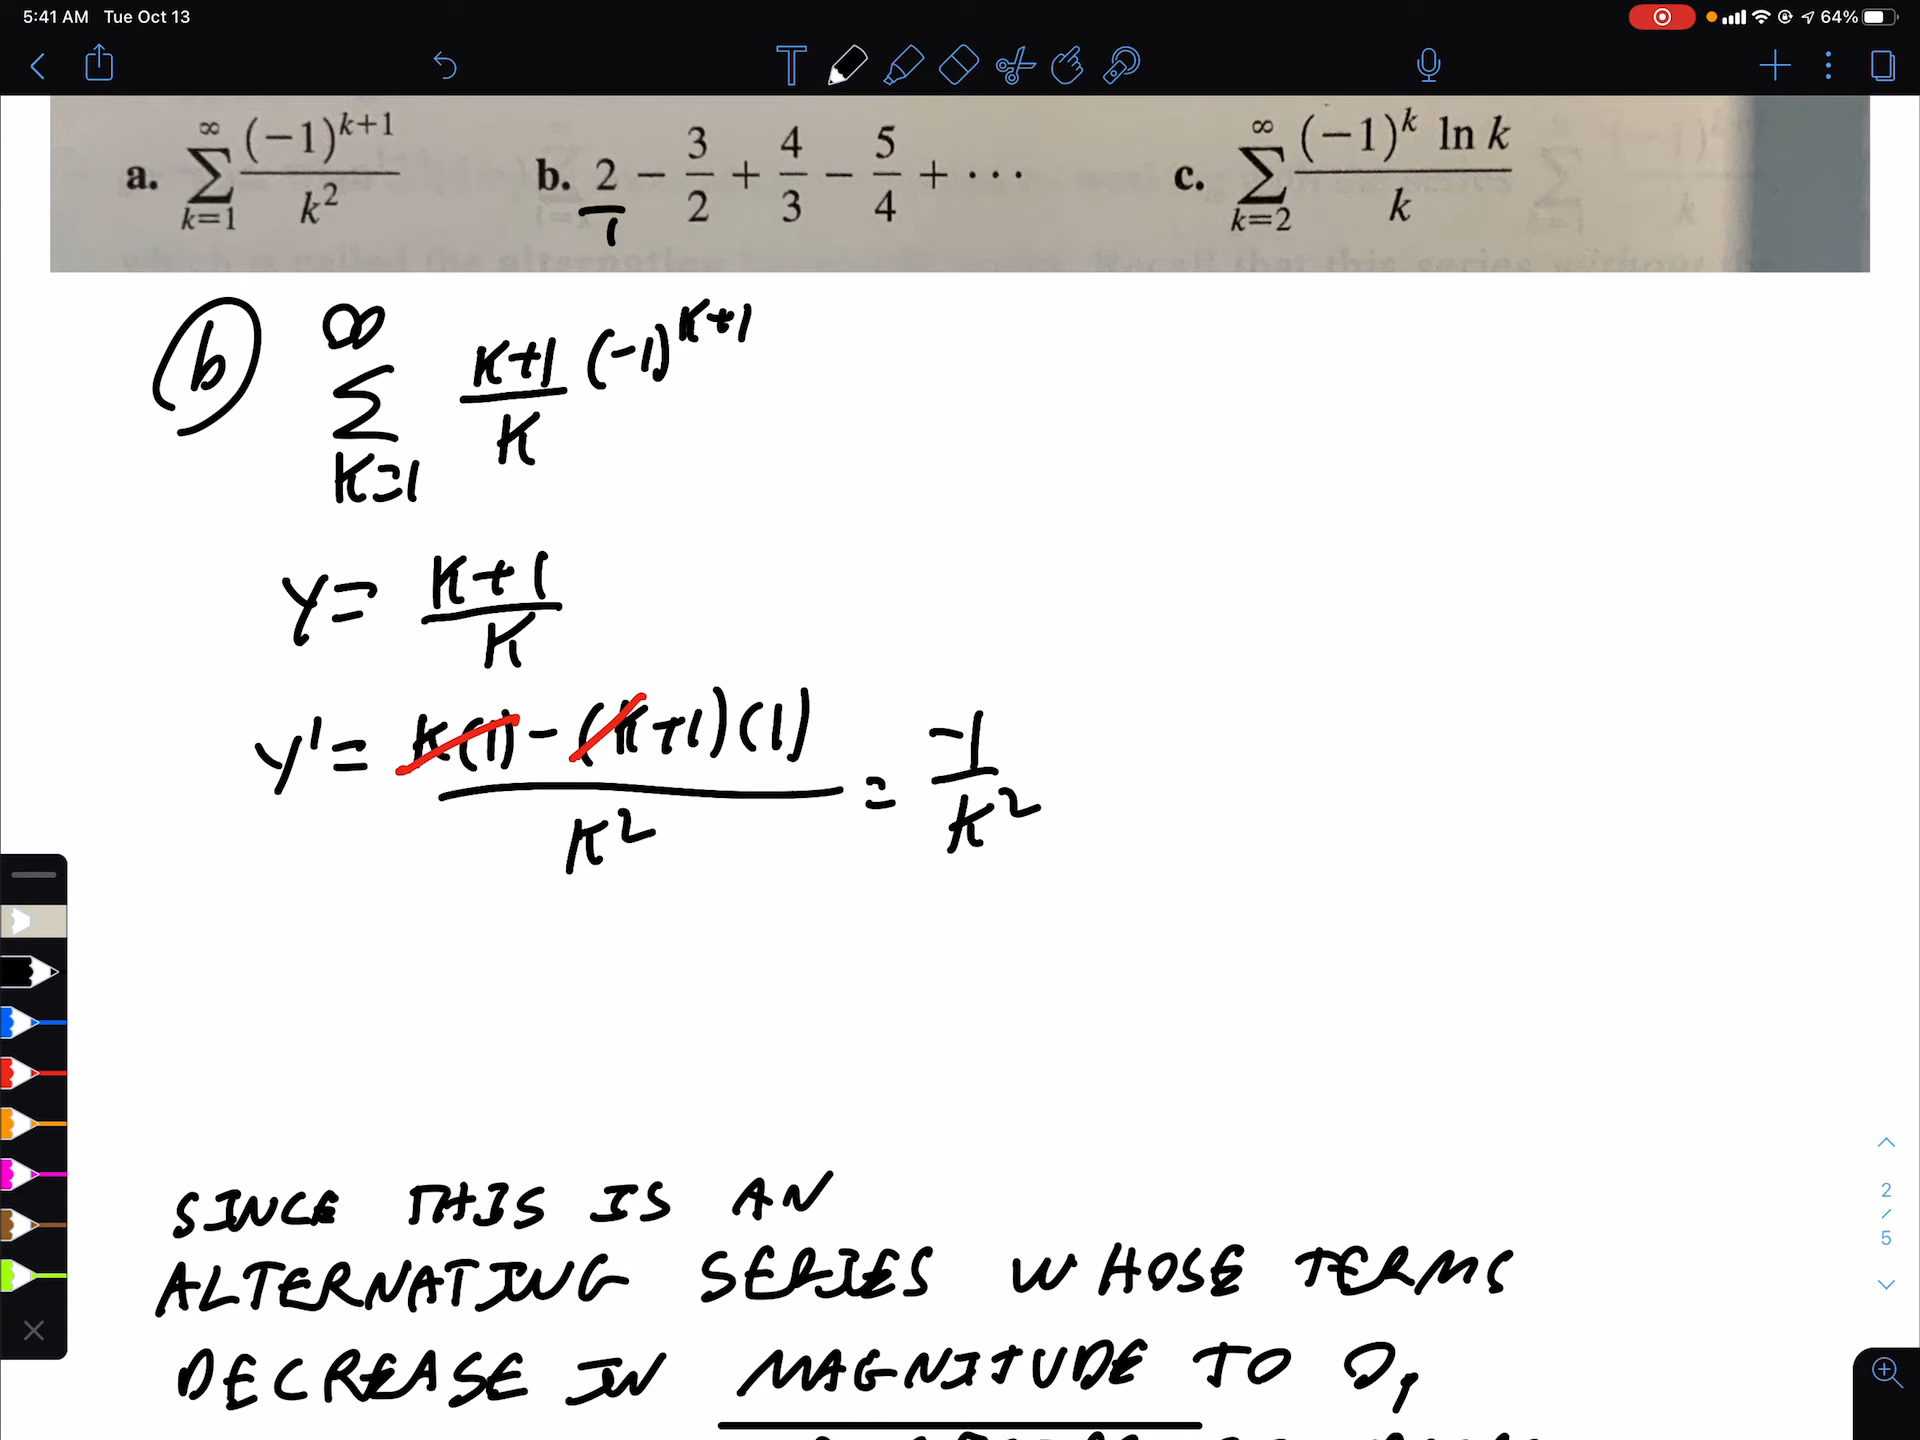 5:41 AM Tue Oct 13
64%
T
a. ∞ Σ k=1 (−1)^{k+1} / k²
b. 2/1 − 3/2 + 4/3 − 5/4 + ···
c. ∞ Σ k=2 (−1)^k ln k / k
(b) ∞ Σ K=1 K+1/K (-1)^{K+1}
Y = K+1/K
Y' = K(1) - (K+1)(1) / K² = -1/K²
SINCE THIS IS AN
ALTERNATING SERIES WHOSE TERMS
DECREASE IN MAGNITUDE TO 0,
2
/
5